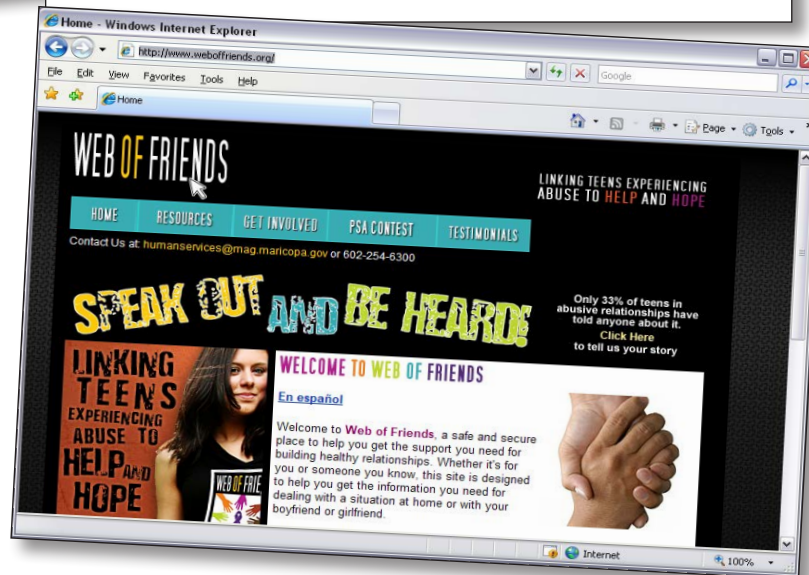 Home - Windows Internet Explorer
http://www.weboffriends.org/
Google
File Edit View Favorites Tools Help
Home
Page Tools
WEB OF FRIENDS
LINKING TEENS EXPERIENCING
ABUSE TO HELP AND HOPE
HOME RESOURCES GET INVOLVED PSA CONTEST TESTIMONIALS
Contact Us at: humanservices@mag.maricopa.gov or 602-254-6300
SPEAK OUT AND BE HEARD!
Only 33% of teens in
abusive relationships have
told anyone about it.
Click Here
to tell us your story
LINKING
TEENS
EXPERIENCING
ABUSE TO
HELP AND
HOPE
WEB OF FRIE
WELCOME TO WEB OF FRIENDS
En español
Welcome to Web of Friends, a safe and secure
place to help you get the support you need for
building healthy relationships. Whether it's for
you or someone you know, this site is designed
to help you get the information you need for
dealing with a situation at home or with your
boyfriend or girlfriend.
Internet
100%